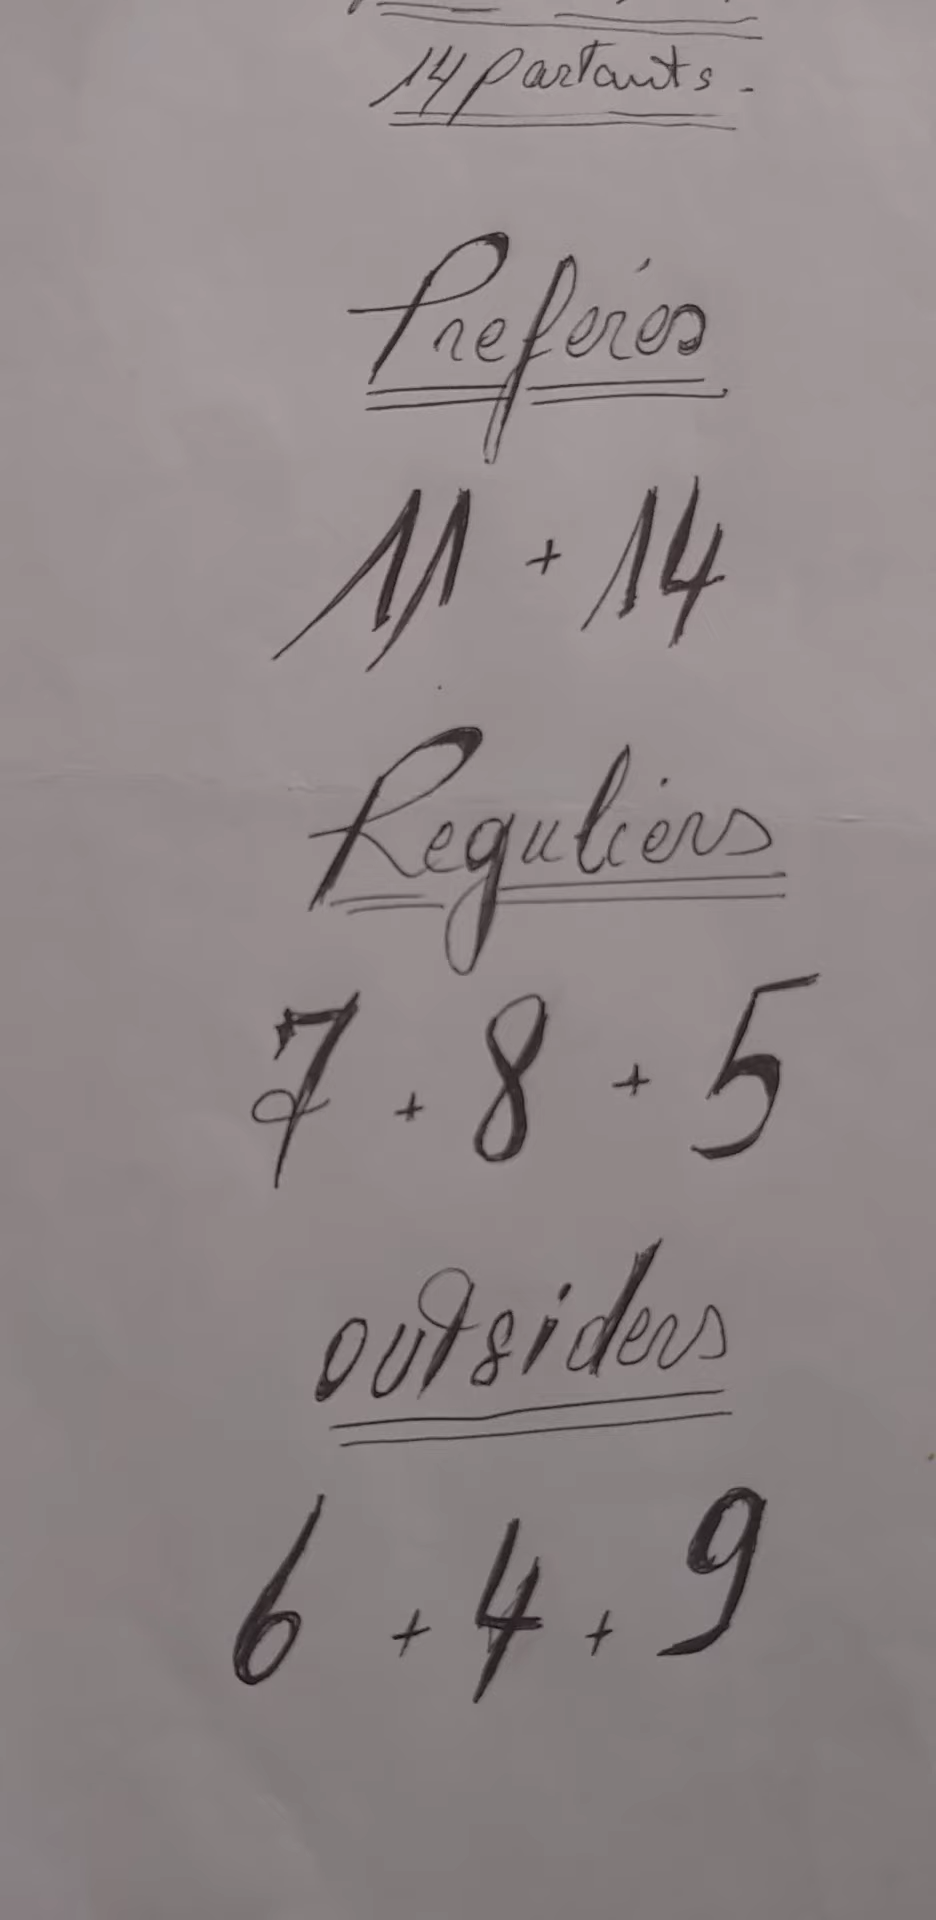 14 partants.
Preférés
11 + 14
Reguliers
7 + 8 + 5
outsiders
6 + 4 + 9